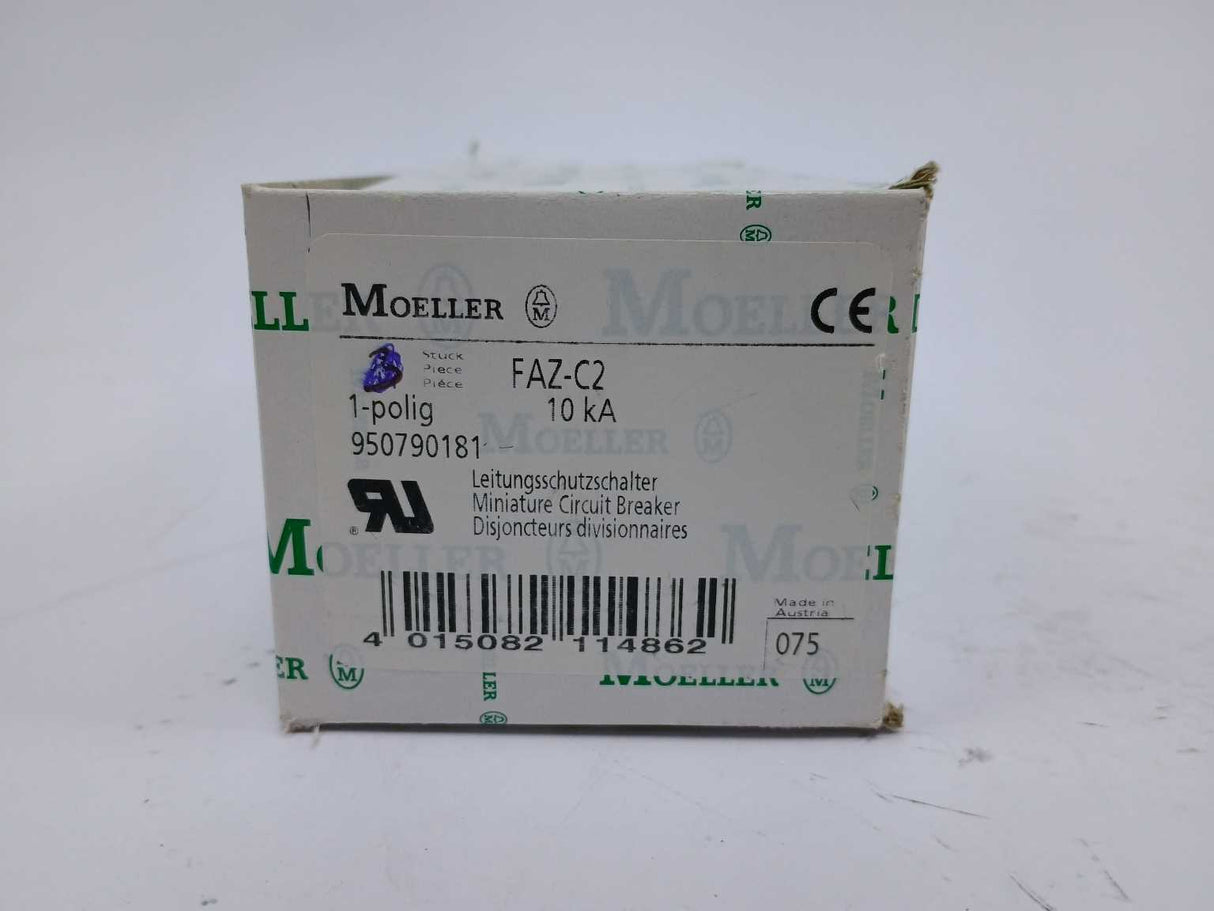 MOELLER CE
Stück
Piece
Pièce
FAZ-C2
1-polig 10 kA
950790181
Leitungsschutzschalter
Miniature Circuit Breaker
Disjoncteurs divisionnaires
Made in
Austria
075
4 015082 114862
MOELLER